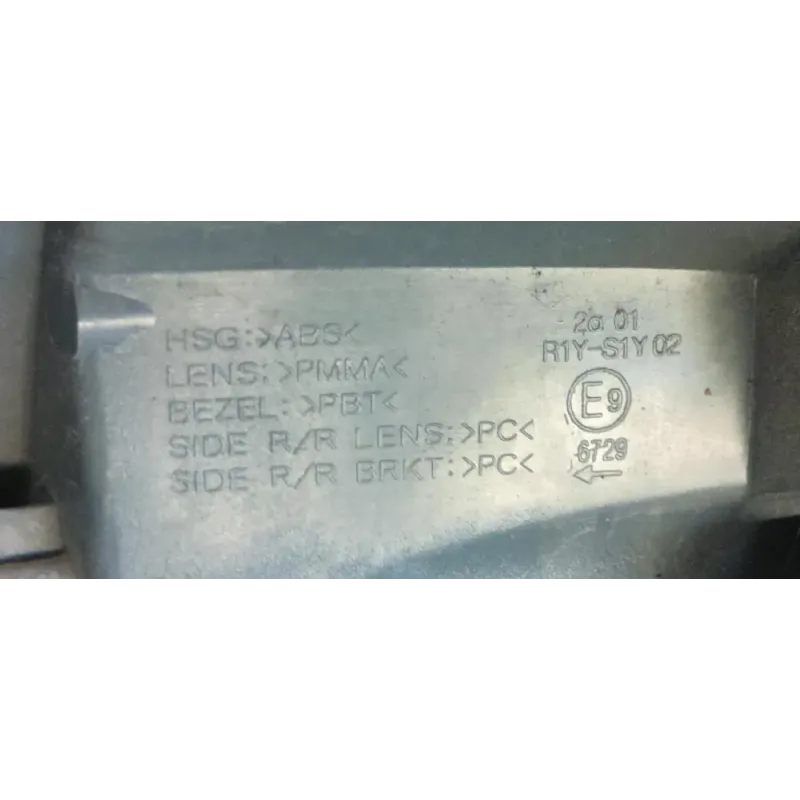 HSG:>ABS<
LENS:>PMMA<
BEZEL:>PBT<
SIDE R/R LENS:>PC<
SIDE R/R BRKT:>PC<
2a 01
R1Y-S1Y 02
E9
6729
←